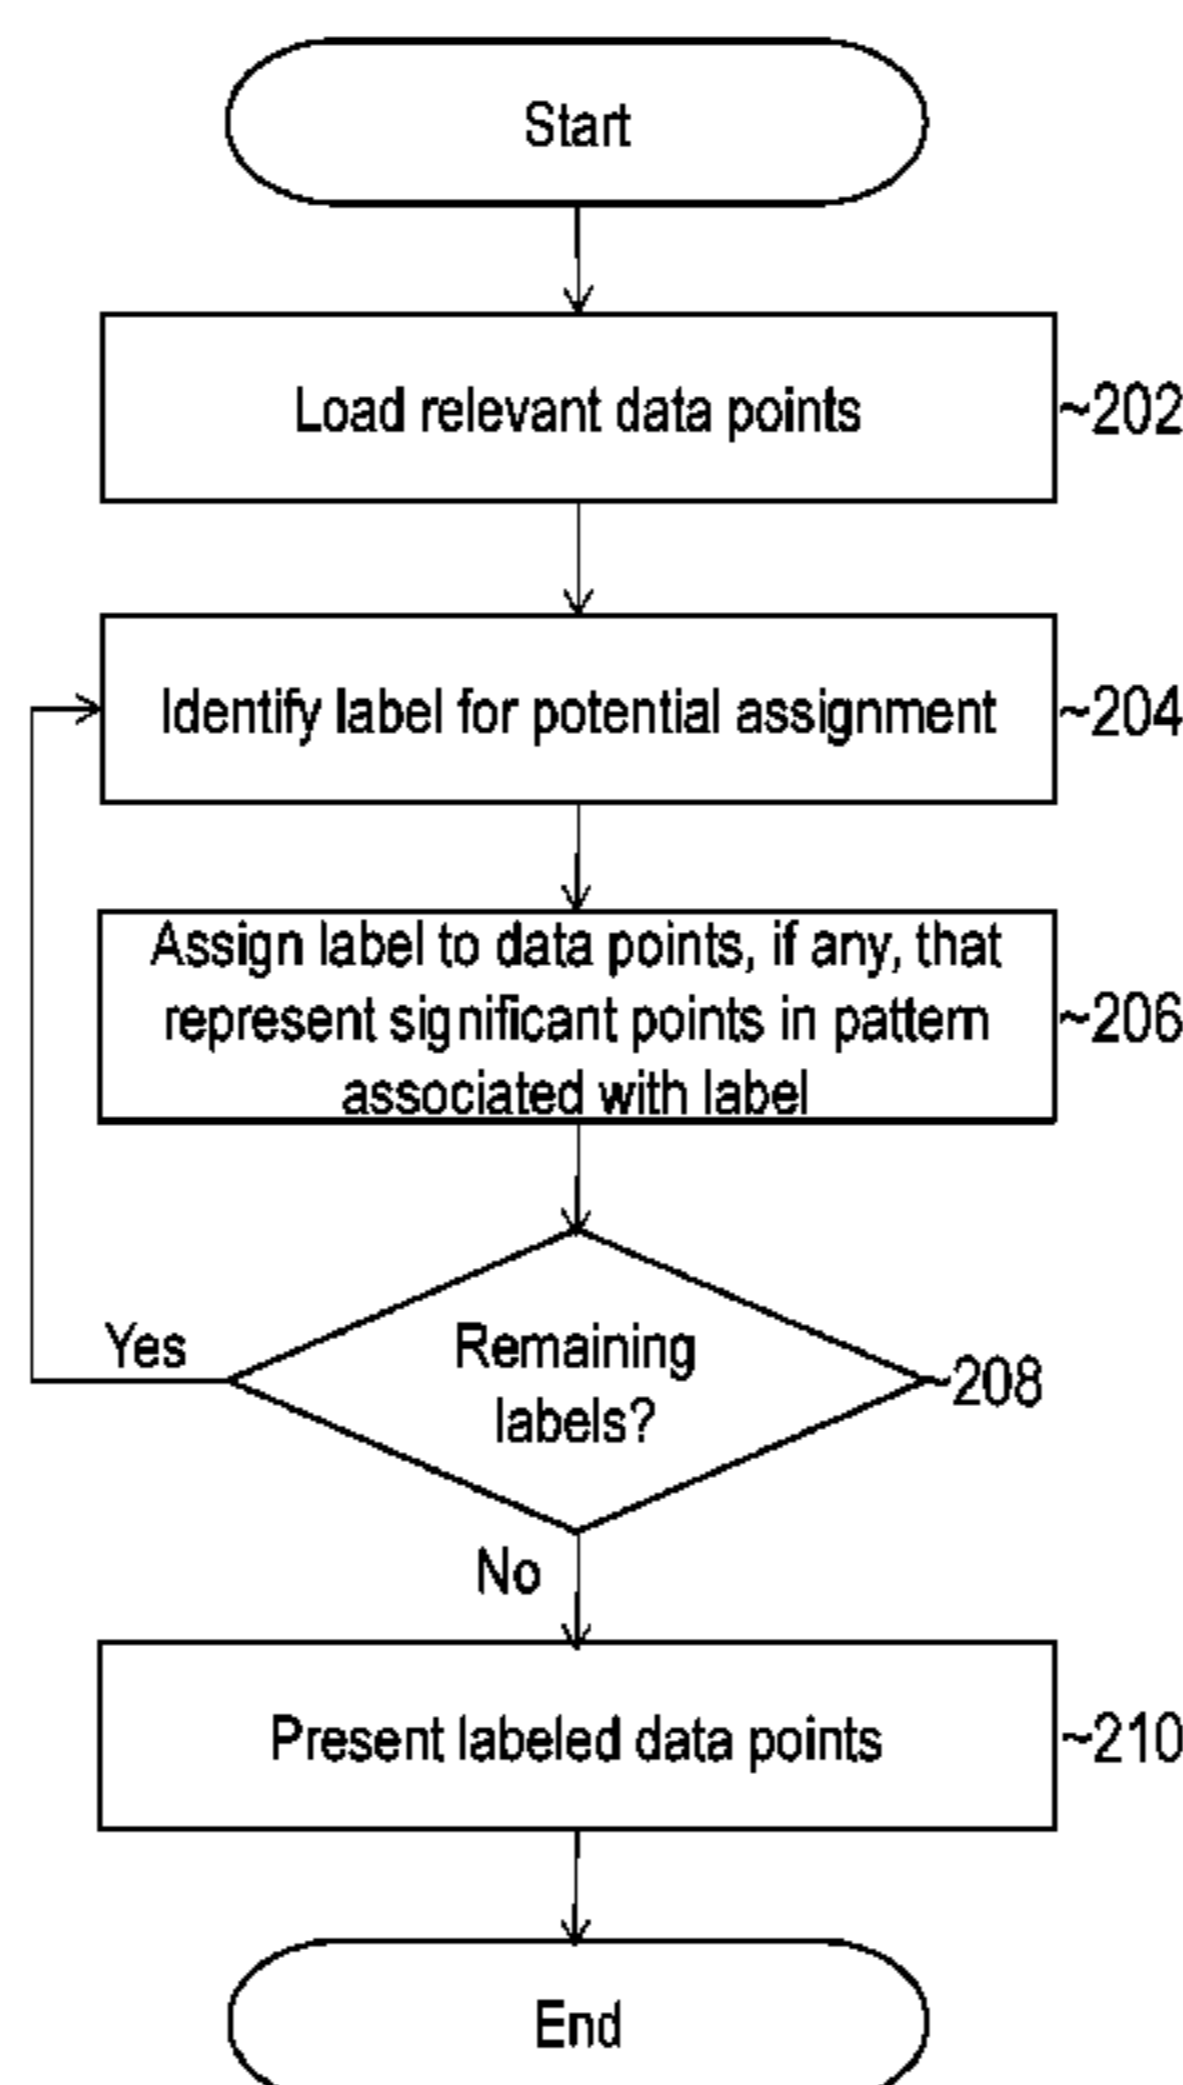 Start
Load relevant data points
~202
Identify label for potential assignment
~204
Assign label to data points, if any, that
represent significant points in pattern
associated with label
~206
Remaining
labels?
~208
Yes
No
Present labeled data points
~210
End